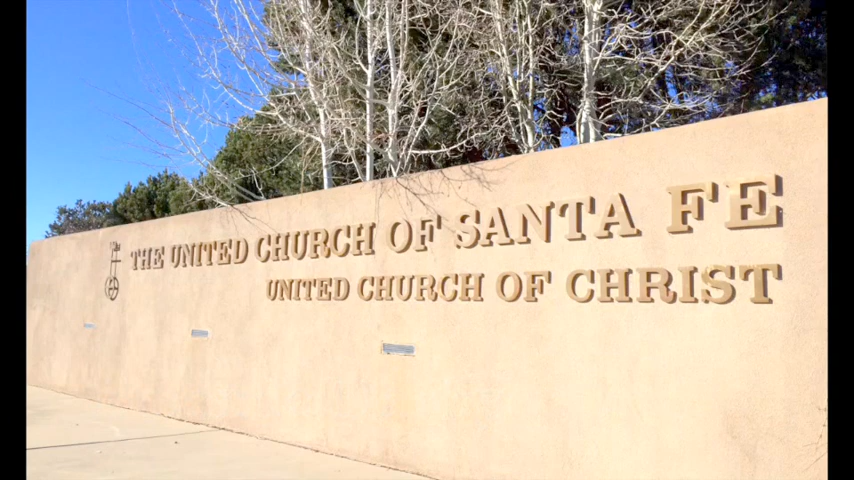 THE UNITED CHURCH OF SANTA FE
UNITED CHURCH OF CHRIST